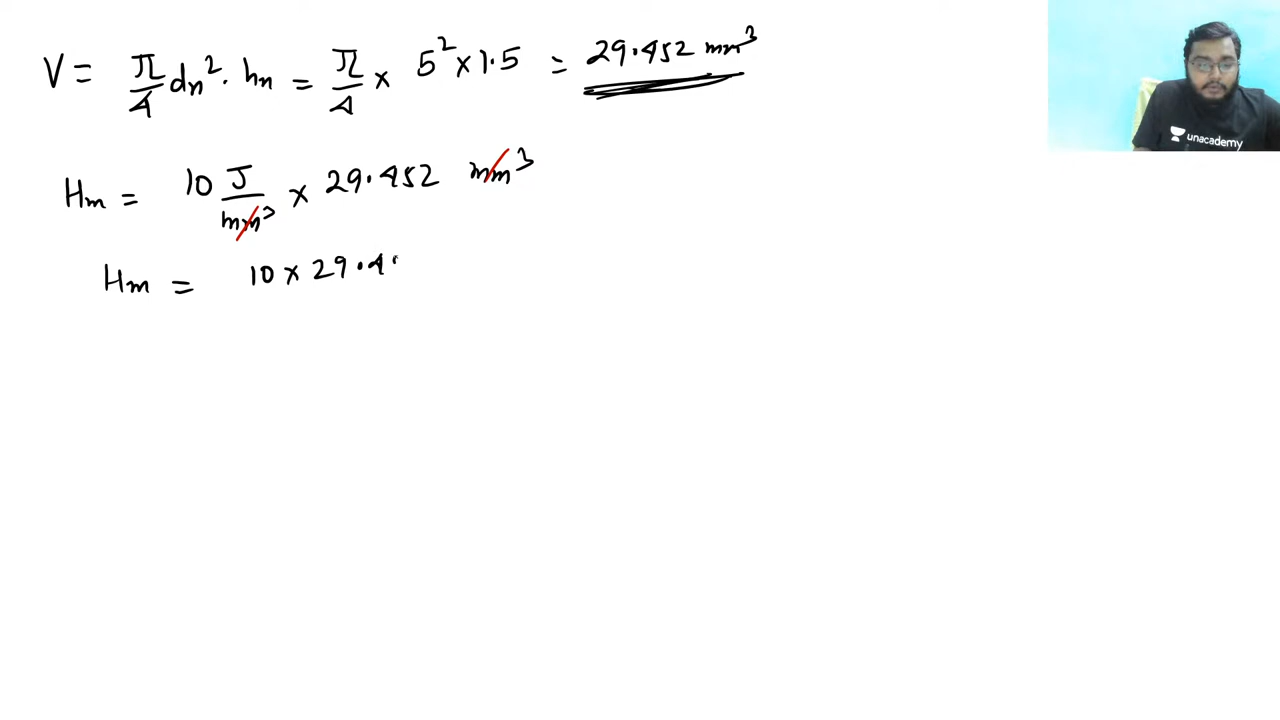 V = π/4 dn² · hn = π/4 × 5² × 1.5 = 29.452 mm³
unacademy
Hm = 10 J/mm³ × 29.452 mm³
Hm = 10 × 29.4